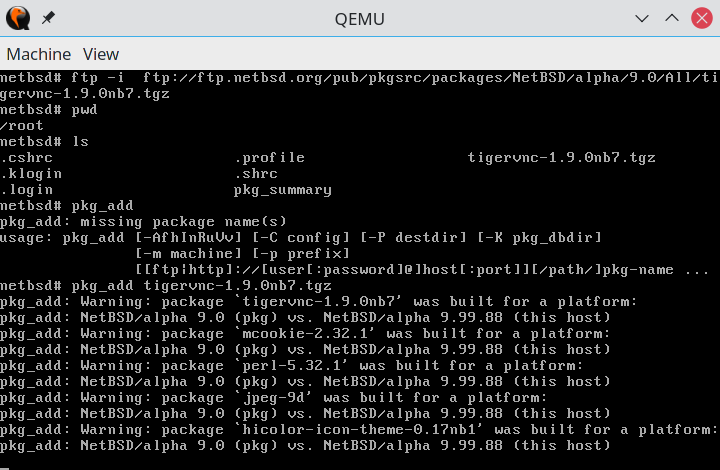 QEMU
Machine View
netbsd# ftp -i  ftp://ftp.netbsd.org/pub/pkgsrc/packages/NetBSD/alpha/9.0/All/ti
gervnc-1.9.0nb7.tgz
netbsd# pwd
/root
netbsd# ls
.cshrc .profile tigervnc-1.9.0nb7.tgz
.klogin .shrc
.login pkg_summary
netbsd# pkg_add
pkg_add: missing package name(s)
usage: pkg_add [-AfhInRuVv] [-C config] [-P destdir] [-K pkg_dbdir]
[-m machine] [-p prefix]
[[ftp|http]://[user[:password]@]host[:port]][/path/]pkg-name ...
netbsd# pkg_add tigervnc-1.9.0nb7.tgz
pkg_add: Warning: package `tigervnc-1.9.0nb7' was built for a platform:
pkg_add: NetBSD/alpha 9.0 (pkg) vs. NetBSD/alpha 9.99.88 (this host)
pkg_add: Warning: package `mcookie-2.32.1' was built for a platform:
pkg_add: NetBSD/alpha 9.0 (pkg) vs. NetBSD/alpha 9.99.88 (this host)
pkg_add: Warning: package `perl-5.32.1' was built for a platform:
pkg_add: NetBSD/alpha 9.0 (pkg) vs. NetBSD/alpha 9.99.88 (this host)
pkg_add: Warning: package `jpeg-9d' was built for a platform:
pkg_add: NetBSD/alpha 9.0 (pkg) vs. NetBSD/alpha 9.99.88 (this host)
pkg_add: Warning: package `hicolor-icon-theme-0.17nb1' was built for a platform:
pkg_add: NetBSD/alpha 9.0 (pkg) vs. NetBSD/alpha 9.99.88 (this host)